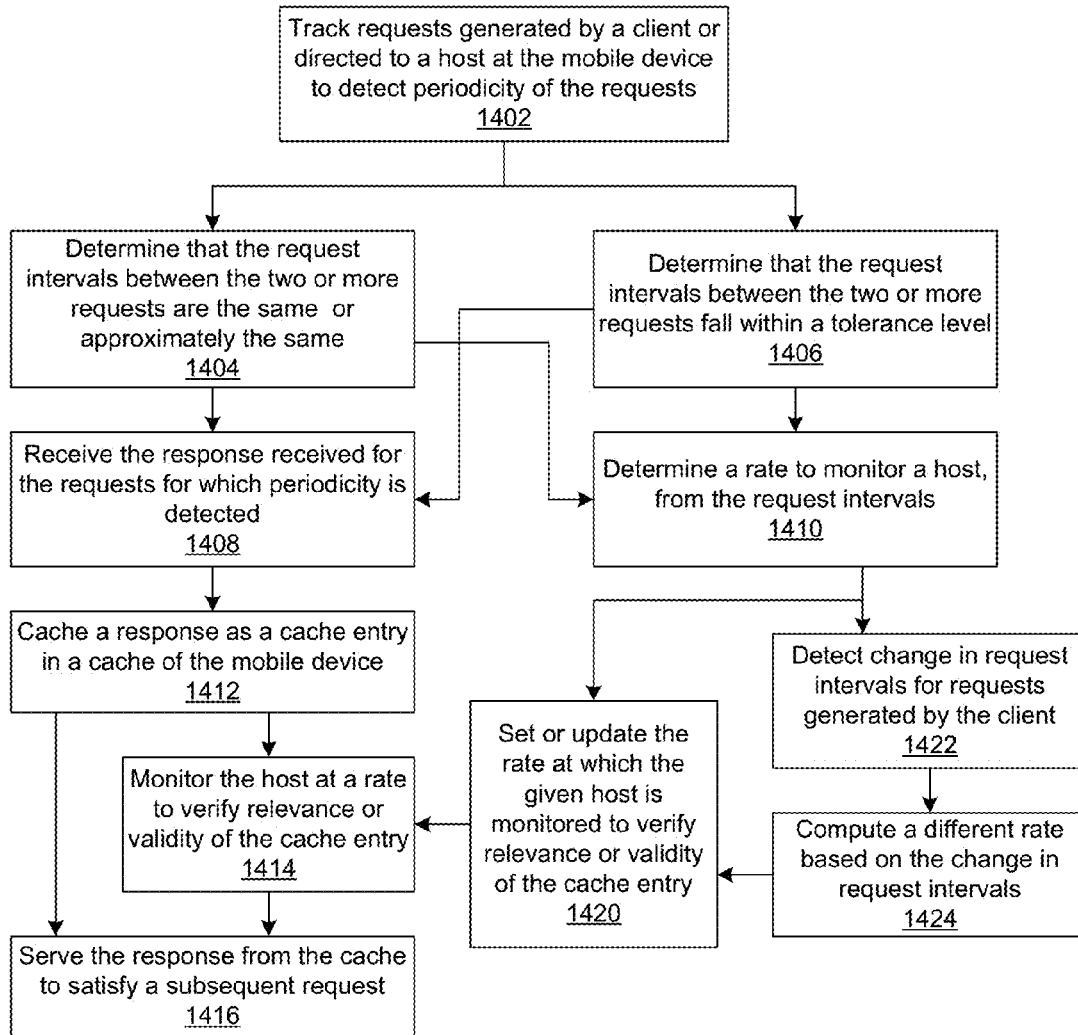 Track requests generated by a client or
directed to a host at the mobile device
to detect periodicity of the requests
1402
Determine that the request
intervals between the two or more
requests are the same or
approximately the same
1404
Determine that the request
intervals between the two or more
requests fall within a tolerance level
1406
Receive the response received for
the requests for which periodicity is
detected
1408
Determine a rate to monitor a host,
from the request intervals
1410
Cache a response as a cache entry
in a cache of the mobile device
1412
Detect change in request
intervals for requests
generated by the client
1422
Set or update the
rate at which the
given host is
monitored to verify
relevance or validity
of the cache entry
1420
Monitor the host at a rate
to verify relevance or
validity of the cache entry
1414
Compute a different rate
based on the change in
request intervals
1424
Serve the response from the cache
to satisfy a subsequent request
1416